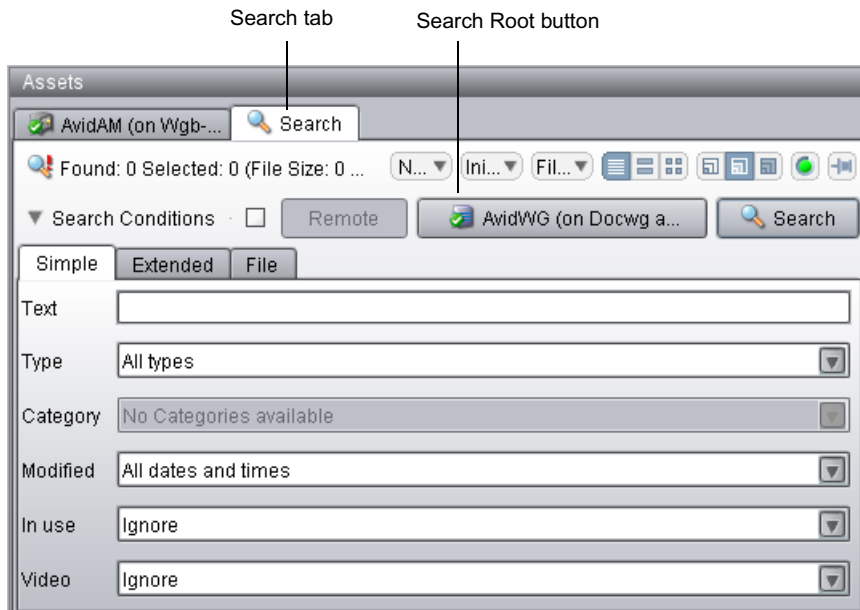 Search tab
Search Root button
Assets
AvidAM (on Wgb-...
Search
Found: 0 Selected: 0 (File Size: 0 ...
N...
Ini...
Fil...
Search Conditions
Remote
AvidWG (on Docwg a...
Search
Simple
Extended
File
Text
Type
All types
Category
No Categories available
Modified
All dates and times
In use
Ignore
Video
Ignore